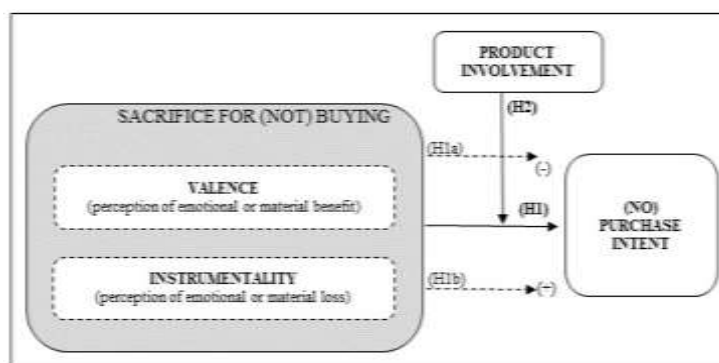 PRODUCT
INVOLVEMENT
(H2)
SACRIFICE FOR (NOT) BUYING
(H1a)
(-)
VALENCE
(perception of emotional or material benefit)
(H1)
(NO)
PURCHASE
INTENT
INSTRUMENTALITY
(perception of emotional or material loss)
(H1b)